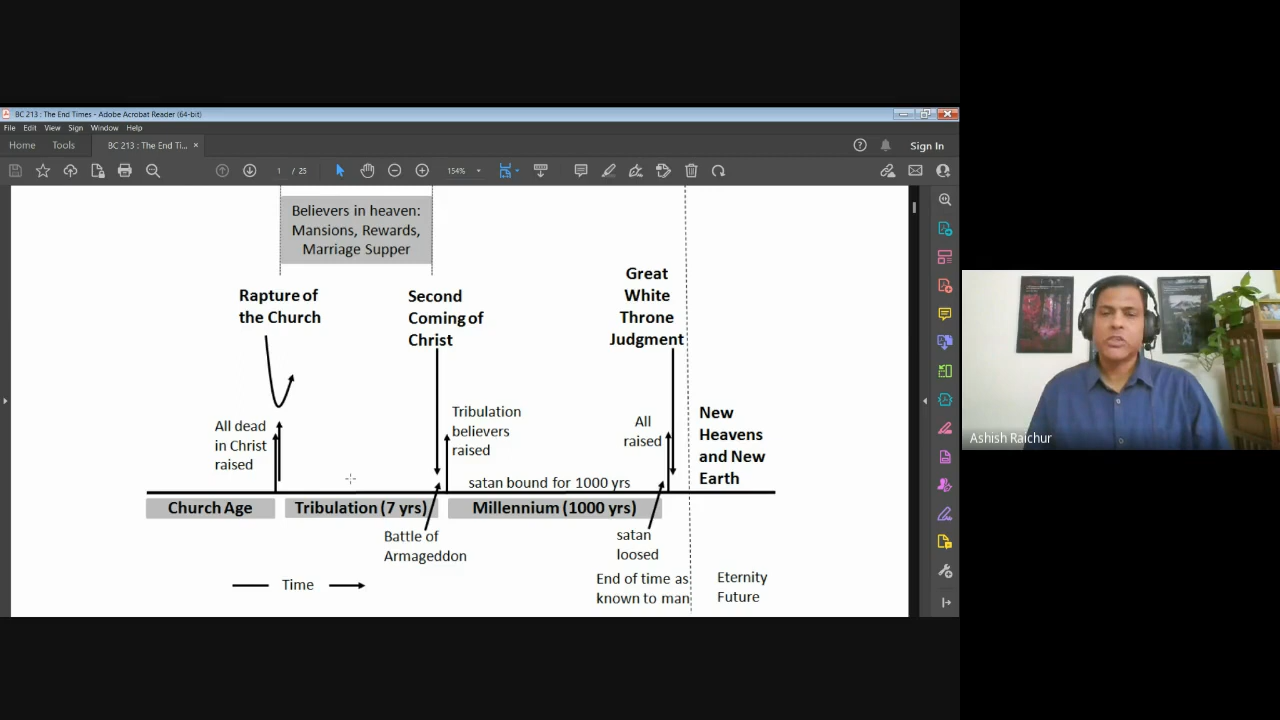 BC 213 : The End Times - Adobe Acrobat Reader (64-bit)
File Edit View Sign Window Help
Home Tools BC 213 : The End Ti... × Sign In
1 / 25 154%
Believers in heaven:
Mansions, Rewards,
Marriage Supper
Rapture of
the Church
Second
Coming of
Christ
Great
White
Throne
Judgment
All dead
in Christ
raised
Tribulation
believers
raised
All
raised
New
Heavens
and New
Earth
satan bound for 1000 yrs
Church Age
Tribulation (7 yrs)
Millennium (1000 yrs)
Battle of
Armageddon
satan
loosed
Time
End of time as
known to man
Eternity
Future
Ashish Raichur